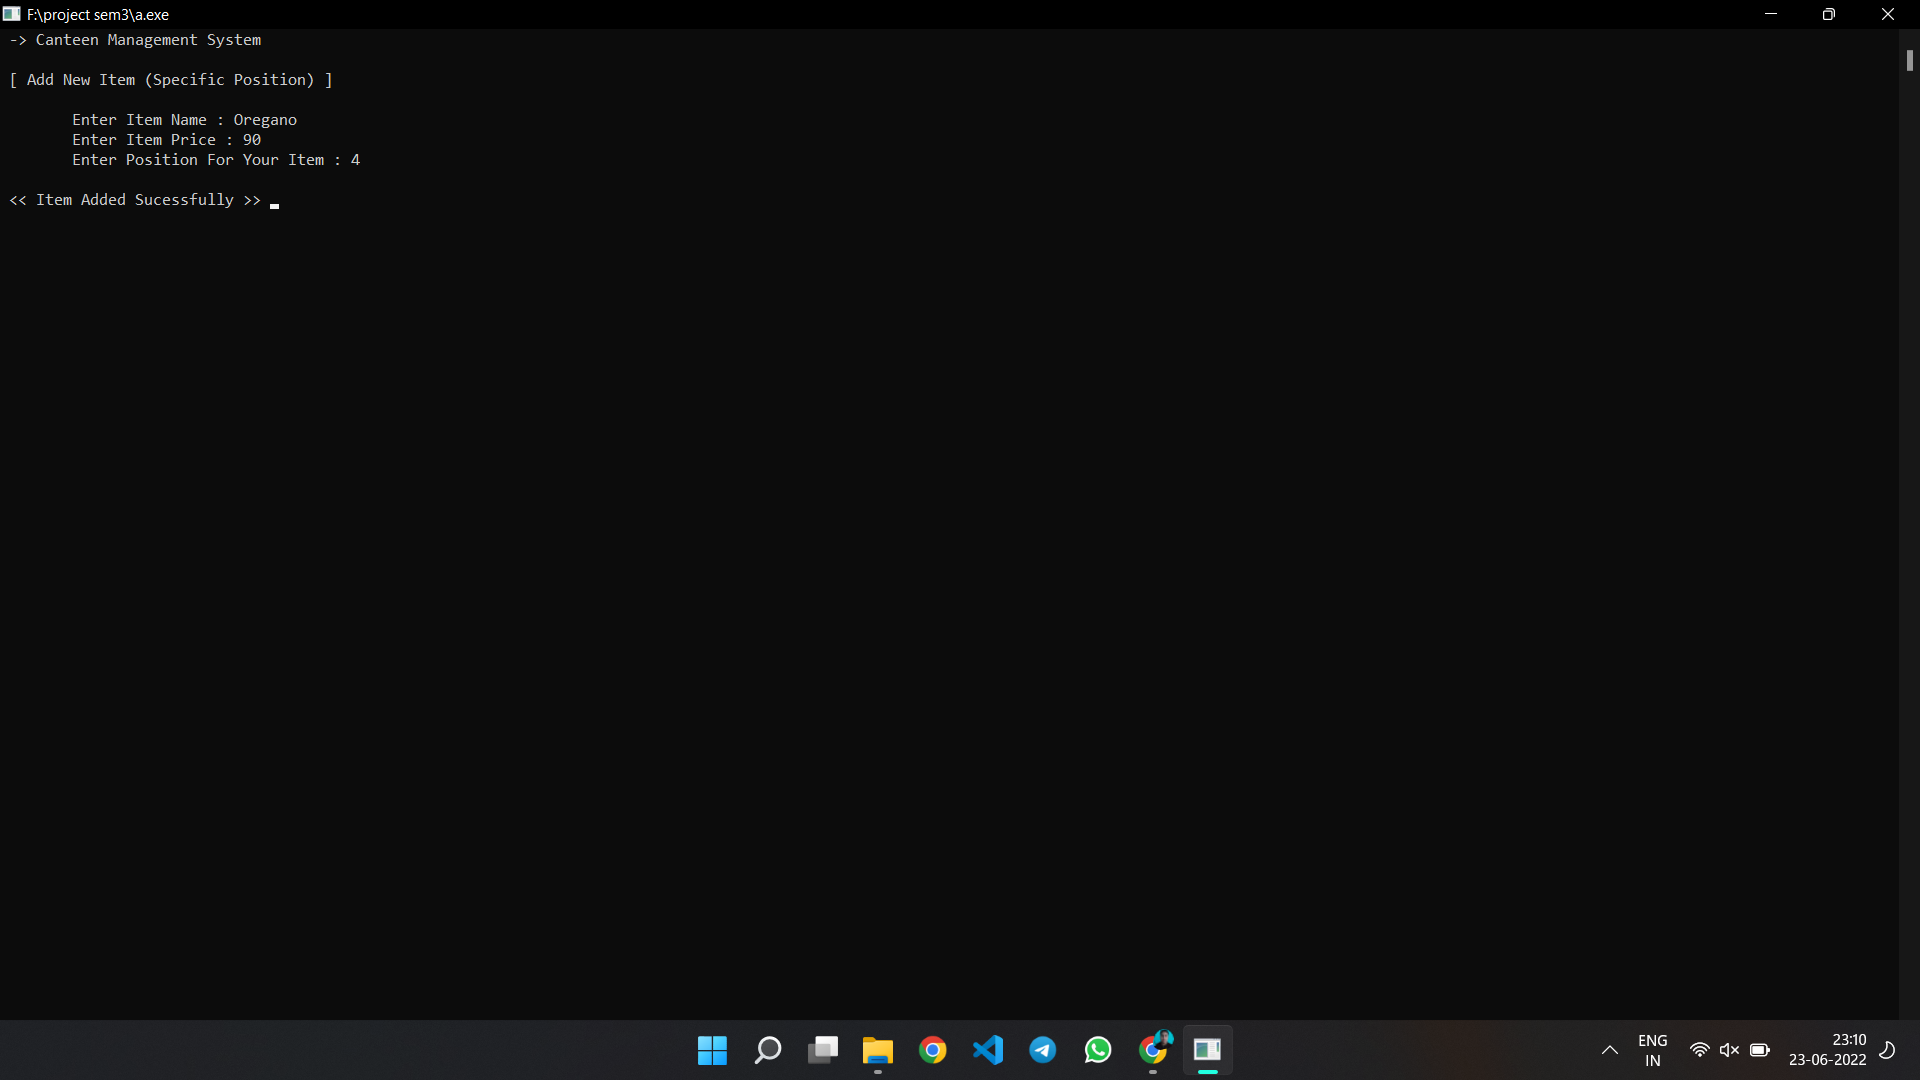 F:\project sem3\a.exe
-> Canteen Management System
[ Add New Item (Specific Position) ]
Enter Item Name : Oregano
Enter Item Price : 90
Enter Position For Your Item : 4
<< Item Added Sucessfully >>
ENG
IN
23:10
23-06-2022